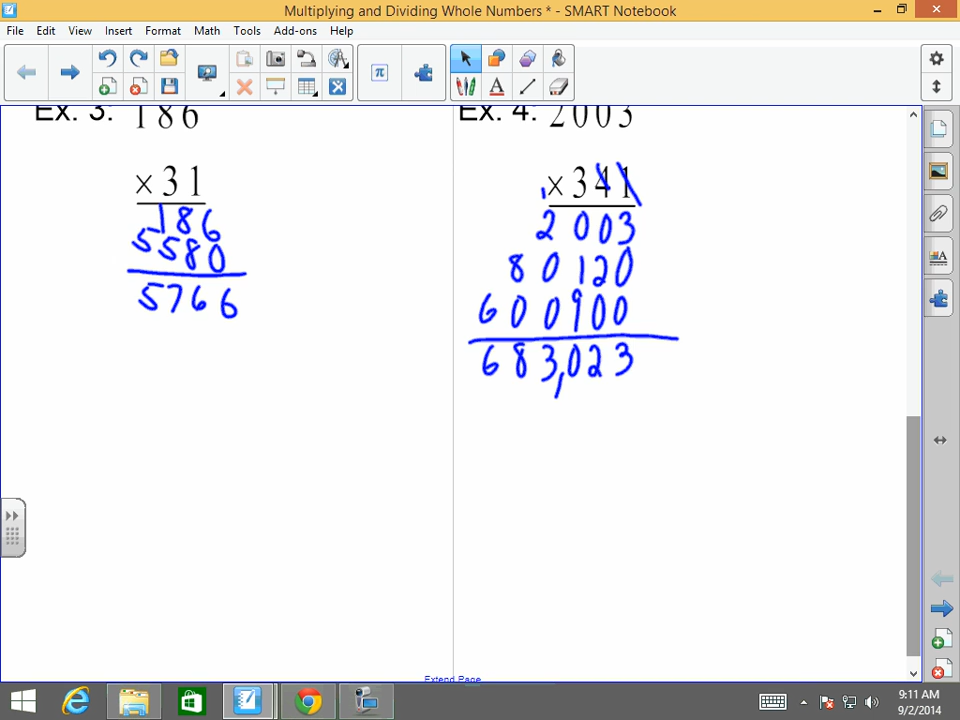 Multiplying and Dividing Whole Numbers * - SMART Notebook
File Edit View Insert Format Math Tools Add-ons Help
Ex. 3: 186
×31
186
5580
5766
Ex. 4: 2003
×341
2003
80120
600900
683,023
Extend Page
9:11 AM
9/2/2014